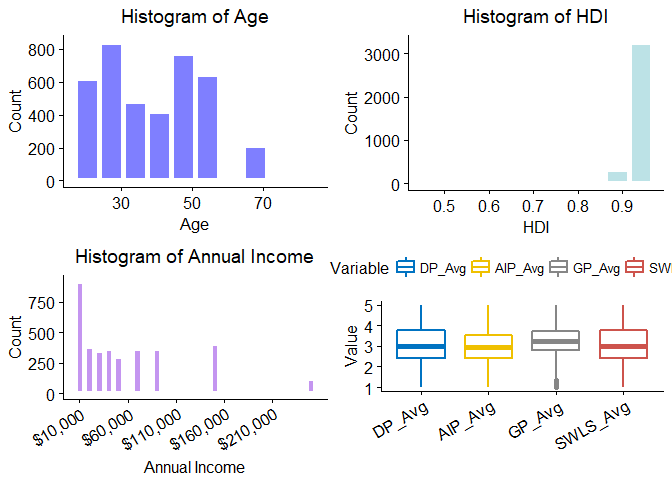 Histogram of Age
Count
800
600
400
200
0
30 50 70
Age
Histogram of HDI
Count
3000
2000
1000
0
0.5 0.6 0.7 0.8 0.9
HDI
Histogram of Annual Income
Count
750
500
250
0
$10,000 $60,000 $110,000 $160,000 $210,000
Annual Income
Variable DP_Avg AIP_Avg GP_Avg SW
Value
5
4
3
2
1
DP_Avg AIP_Avg GP_Avg SWLS_Avg